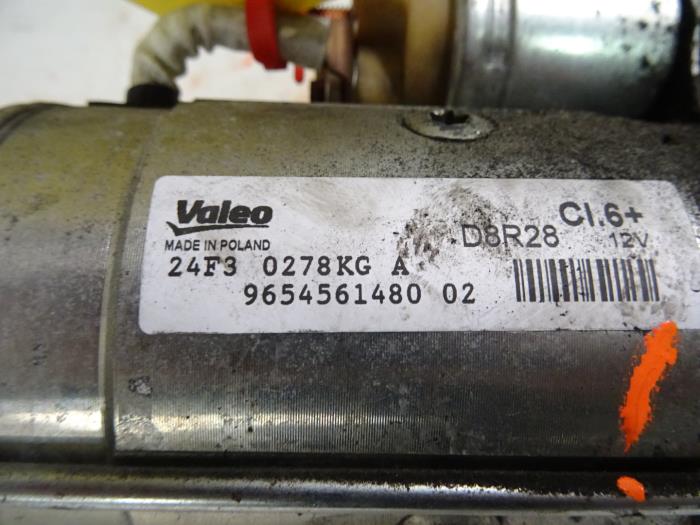 Valeo
MADE IN POLAND
D8R28
Cl.6+
12V
24F3 0278KG A
9654561480 02